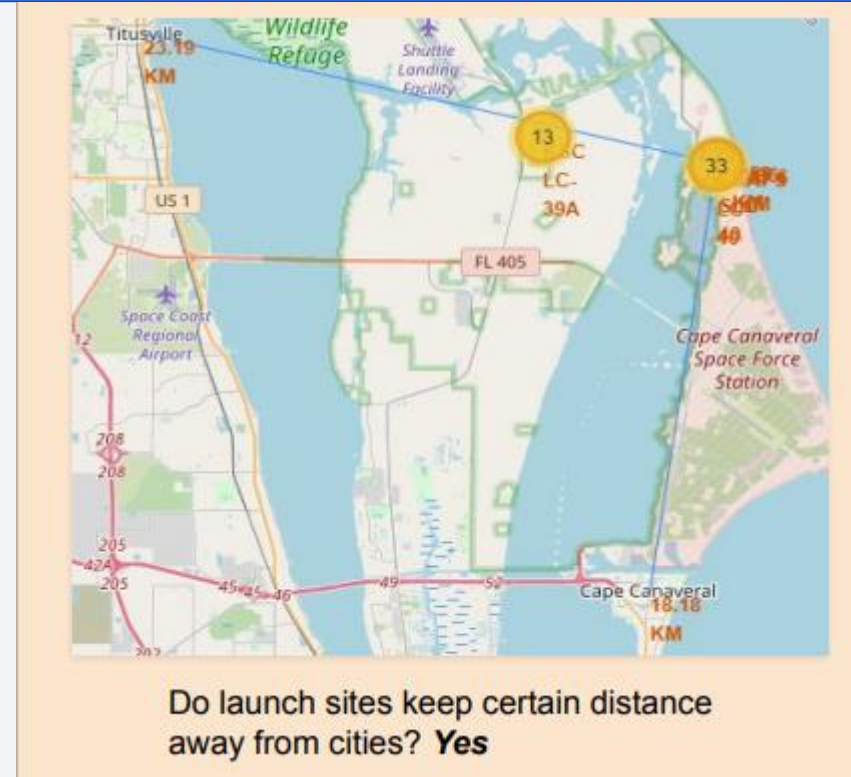 Titusville
23.19
KM
Wildlife
Refuge
Shuttle
Landing
Facility
13
SC
LC-
39A
33
KM
40
US 1
FL 405
Space Coast
Regional
Airport
12
Cape Canaveral
Space Force
Station
208
208
205
42A
205
45
45
46
49
52
Cape Canaveral
18.18
KM
Do launch sites keep certain distance
away from cities? Yes